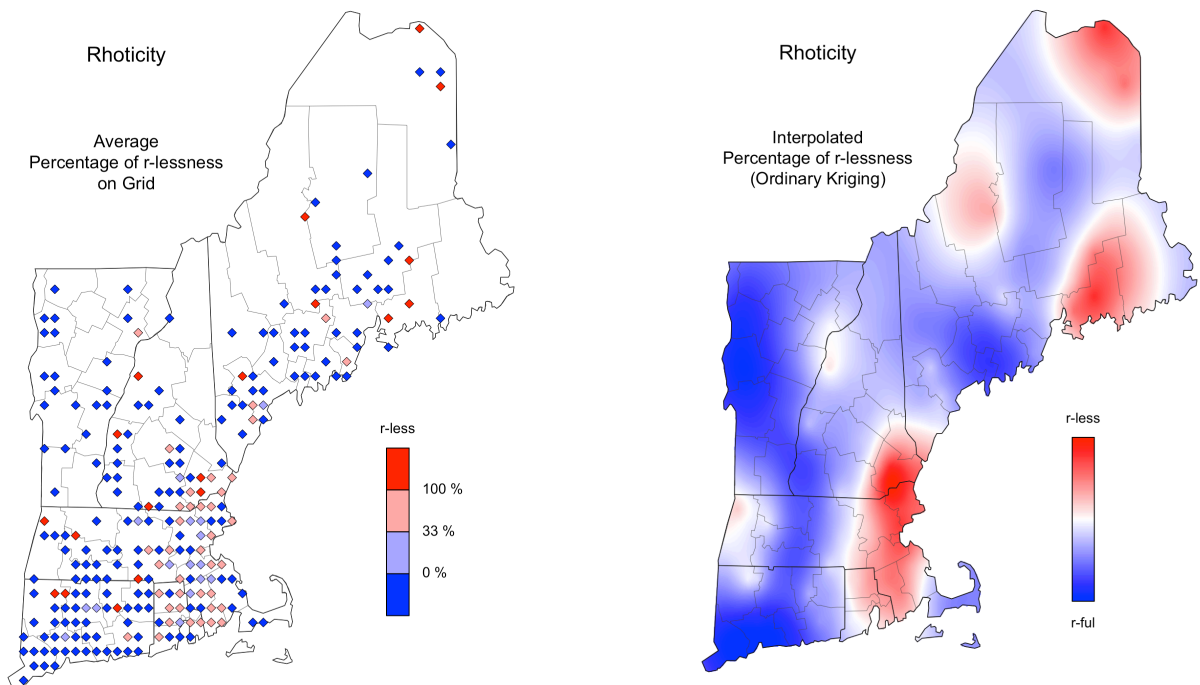 Rhoticity
Average
Percentage of r-lessness
on Grid
r-less
100 %
33 %
0 %
Rhoticity
Interpolated
Percentage of r-lessness
(Ordinary Kriging)
r-less
r-ful